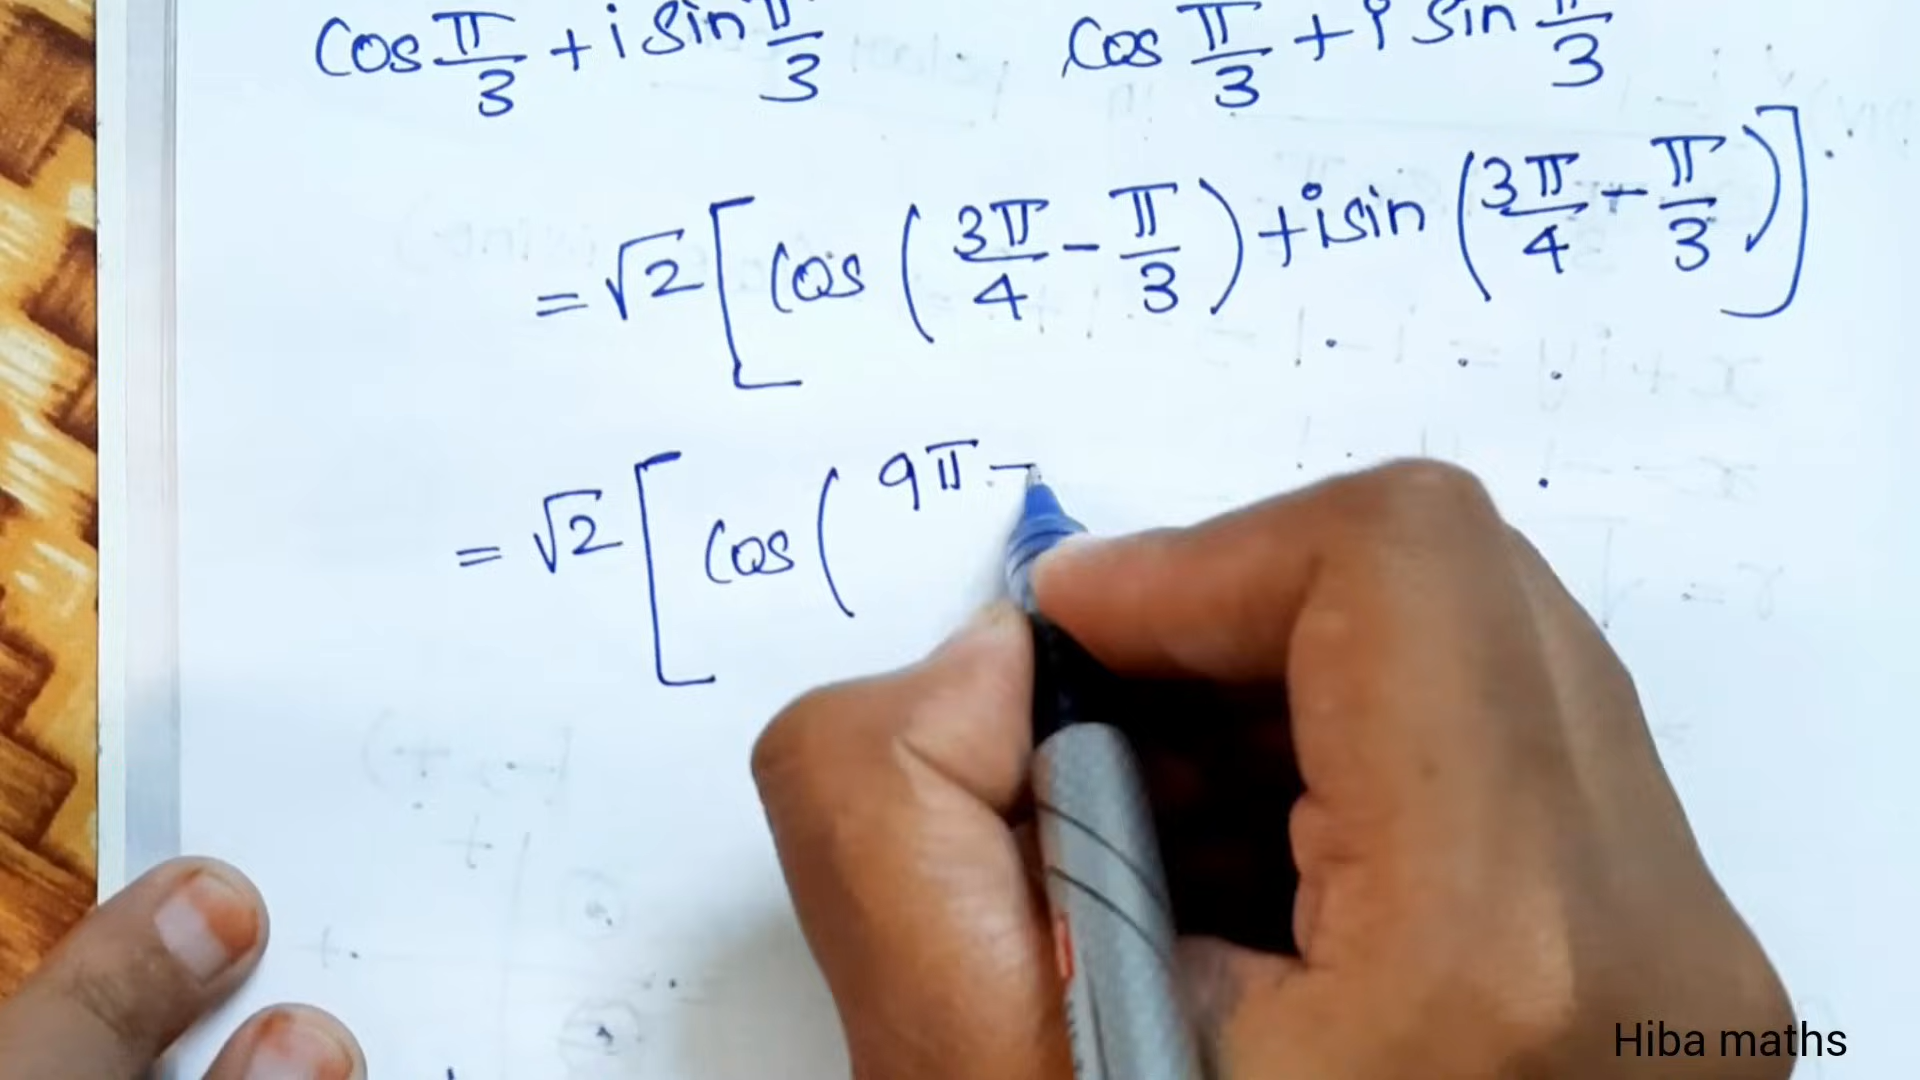 cos π/3 + i sin π/3 cos π/3 + i sin π/3
= √2 [cos (3π/4 - π/3) + i sin (3π/4 - π/3)]
= √2 [cos (9π -
Hiba maths